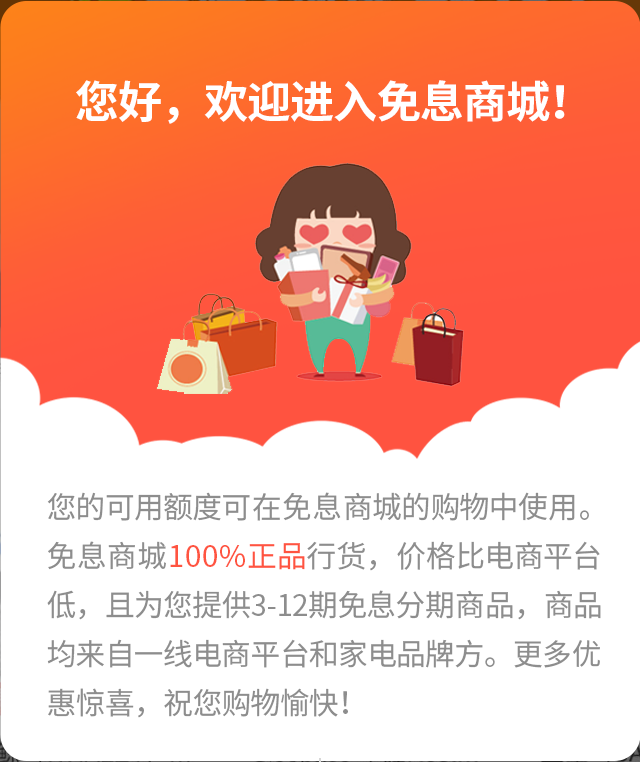 您好，欢迎进入免息商城！
您的可用额度可在免息商城的购物中使用。
免息商城100%正品行货，价格比电商平台
低，且为您提供3-12期免息分期商品，商品
均来自一线电商平台和家电品牌方。更多优
惠惊喜，祝您购物愉快！